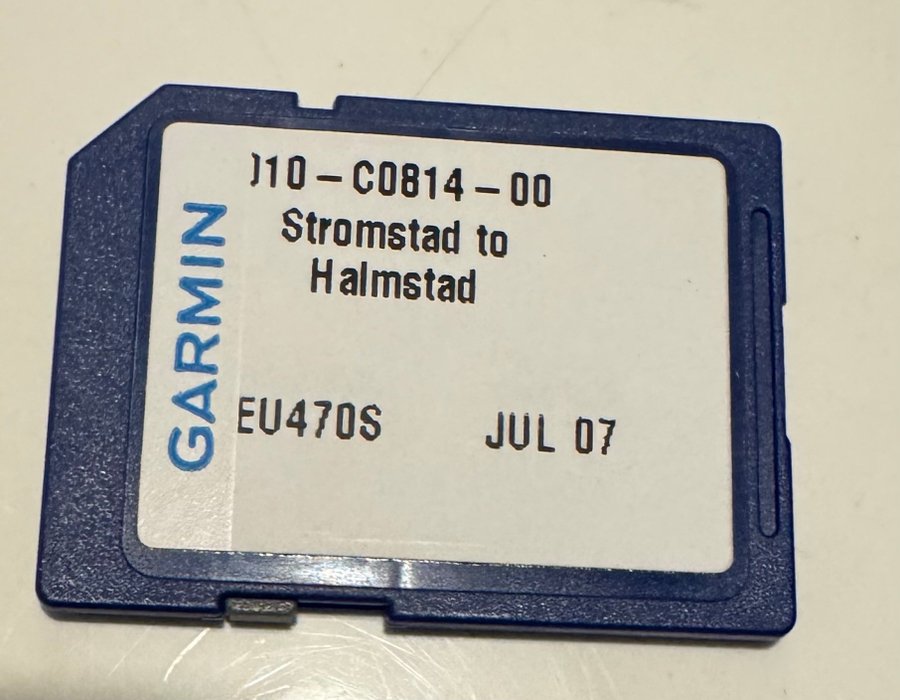 GARMIN
010-C0814-00
Stromstad to
Halmstad
EU470S JUL 07